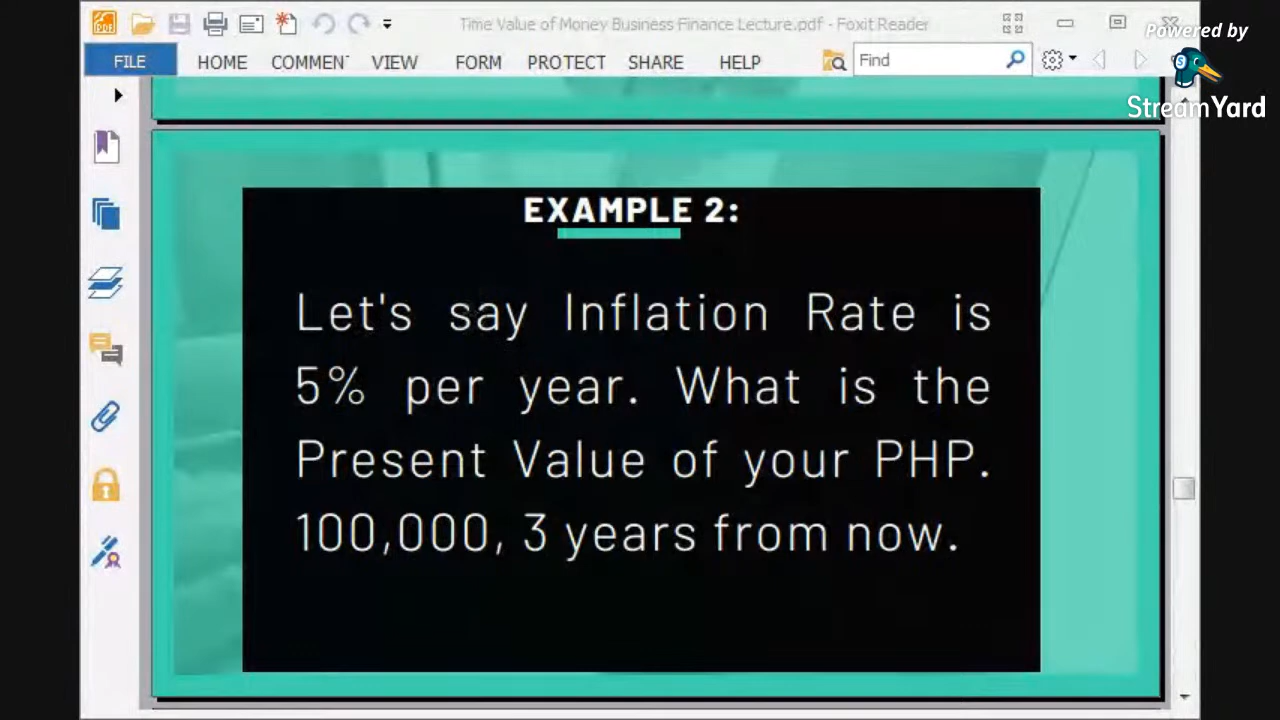 Time Value of Money Business Finance Lecture.pdf - Foxit Reader
Powered by
StreamYard
FILE HOME COMMEN VIEW FORM PROTECT SHARE HELP Find
EXAMPLE 2:
Let's say Inflation Rate is
5% per year. What is the
Present Value of your PHP.
100,000, 3 years from now.